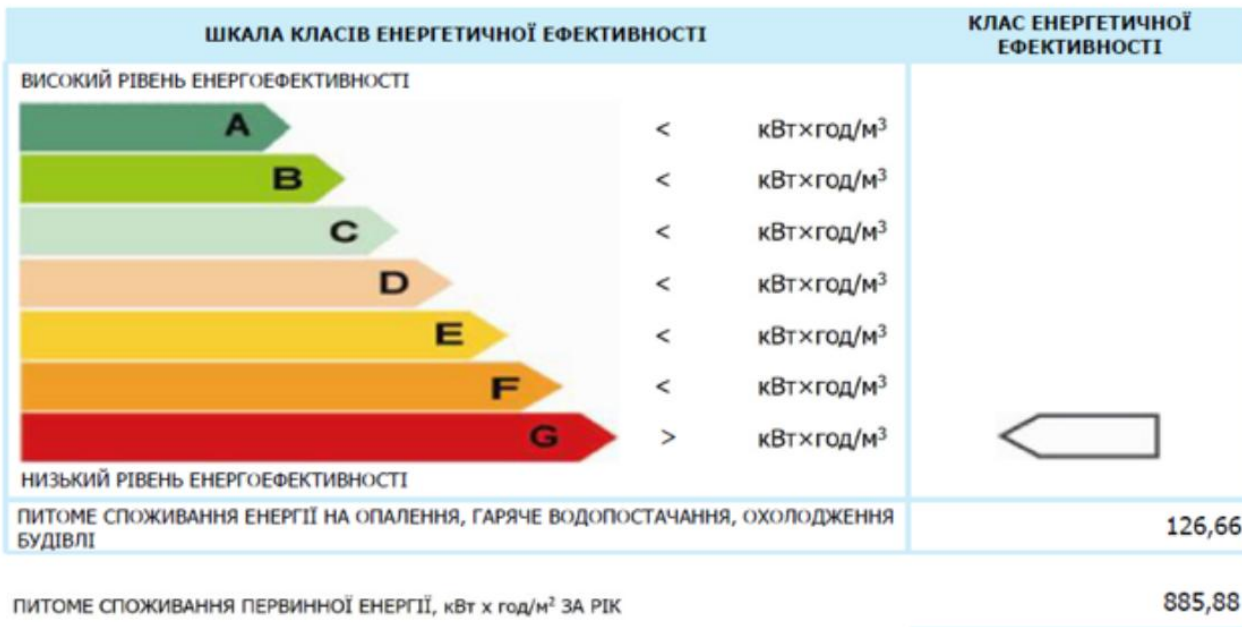 ШКАЛА КЛАСІВ ЕНЕРГЕТИЧНОЇ ЕФЕКТИВНОСТІ
КЛАС ЕНЕРГЕТИЧНОЇ
ЕФЕКТИВНОСТІ
ВИСОКИЙ РІВЕНЬ ЕНЕРГОЕФЕКТИВНОСТІ
A < кВт×год/м³
B < кВт×год/м³
C < кВт×год/м³
D < кВт×год/м³
E < кВт×год/м³
F < кВт×год/м³
G > кВт×год/м³
НИЗЬКИЙ РІВЕНЬ ЕНЕРГОЕФЕКТИВНОСТІ
ПИТОМЕ СПОЖИВАННЯ ЕНЕРГІЇ НА ОПАЛЕННЯ, ГАРЯЧЕ ВОДОПОСТАЧАННЯ, ОХОЛОДЖЕННЯ
БУДІВЛІ
126,66
ПИТОМЕ СПОЖИВАННЯ ПЕРВИННОЇ ЕНЕРГІЇ, кВт х год/м² ЗА РІК
885,88